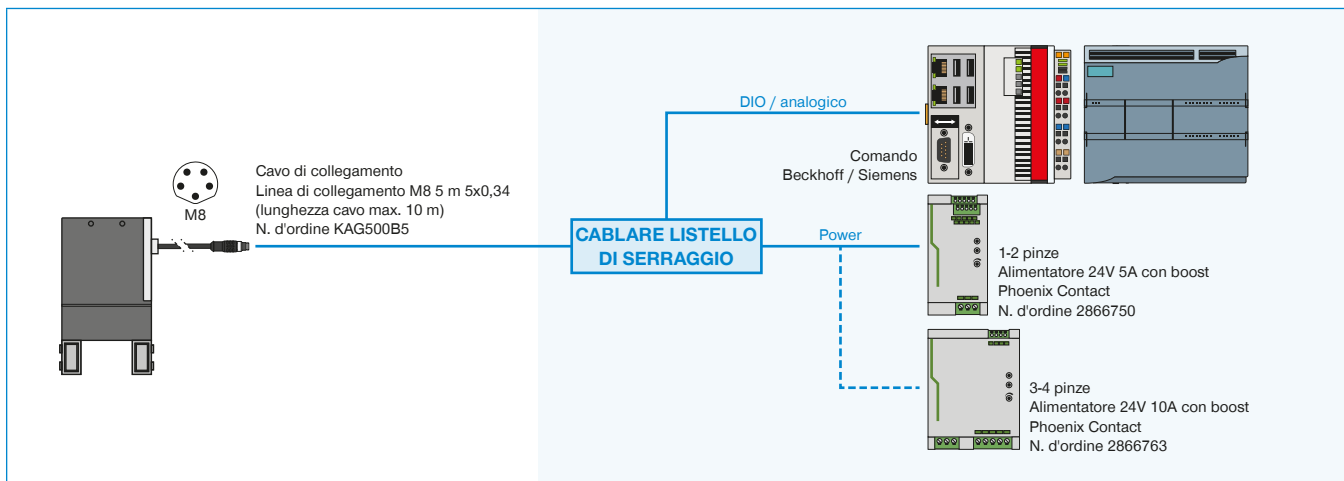 M8
Cavo di collegamento
Linea di collegamento M8 5 m 5x0,34
(lunghezza cavo max. 10 m)
N. d'ordine KAG500B5
CABLARE LISTELLO
DI SERRAGGIO
DIO / analogico
Comando
Beckhoff / Siemens
Power
1-2 pinze
Alimentatore 24V 5A con boost
Phoenix Contact
N. d'ordine 2866750
3-4 pinze
Alimentatore 24V 10A con boost
Phoenix Contact
N. d'ordine 2866763